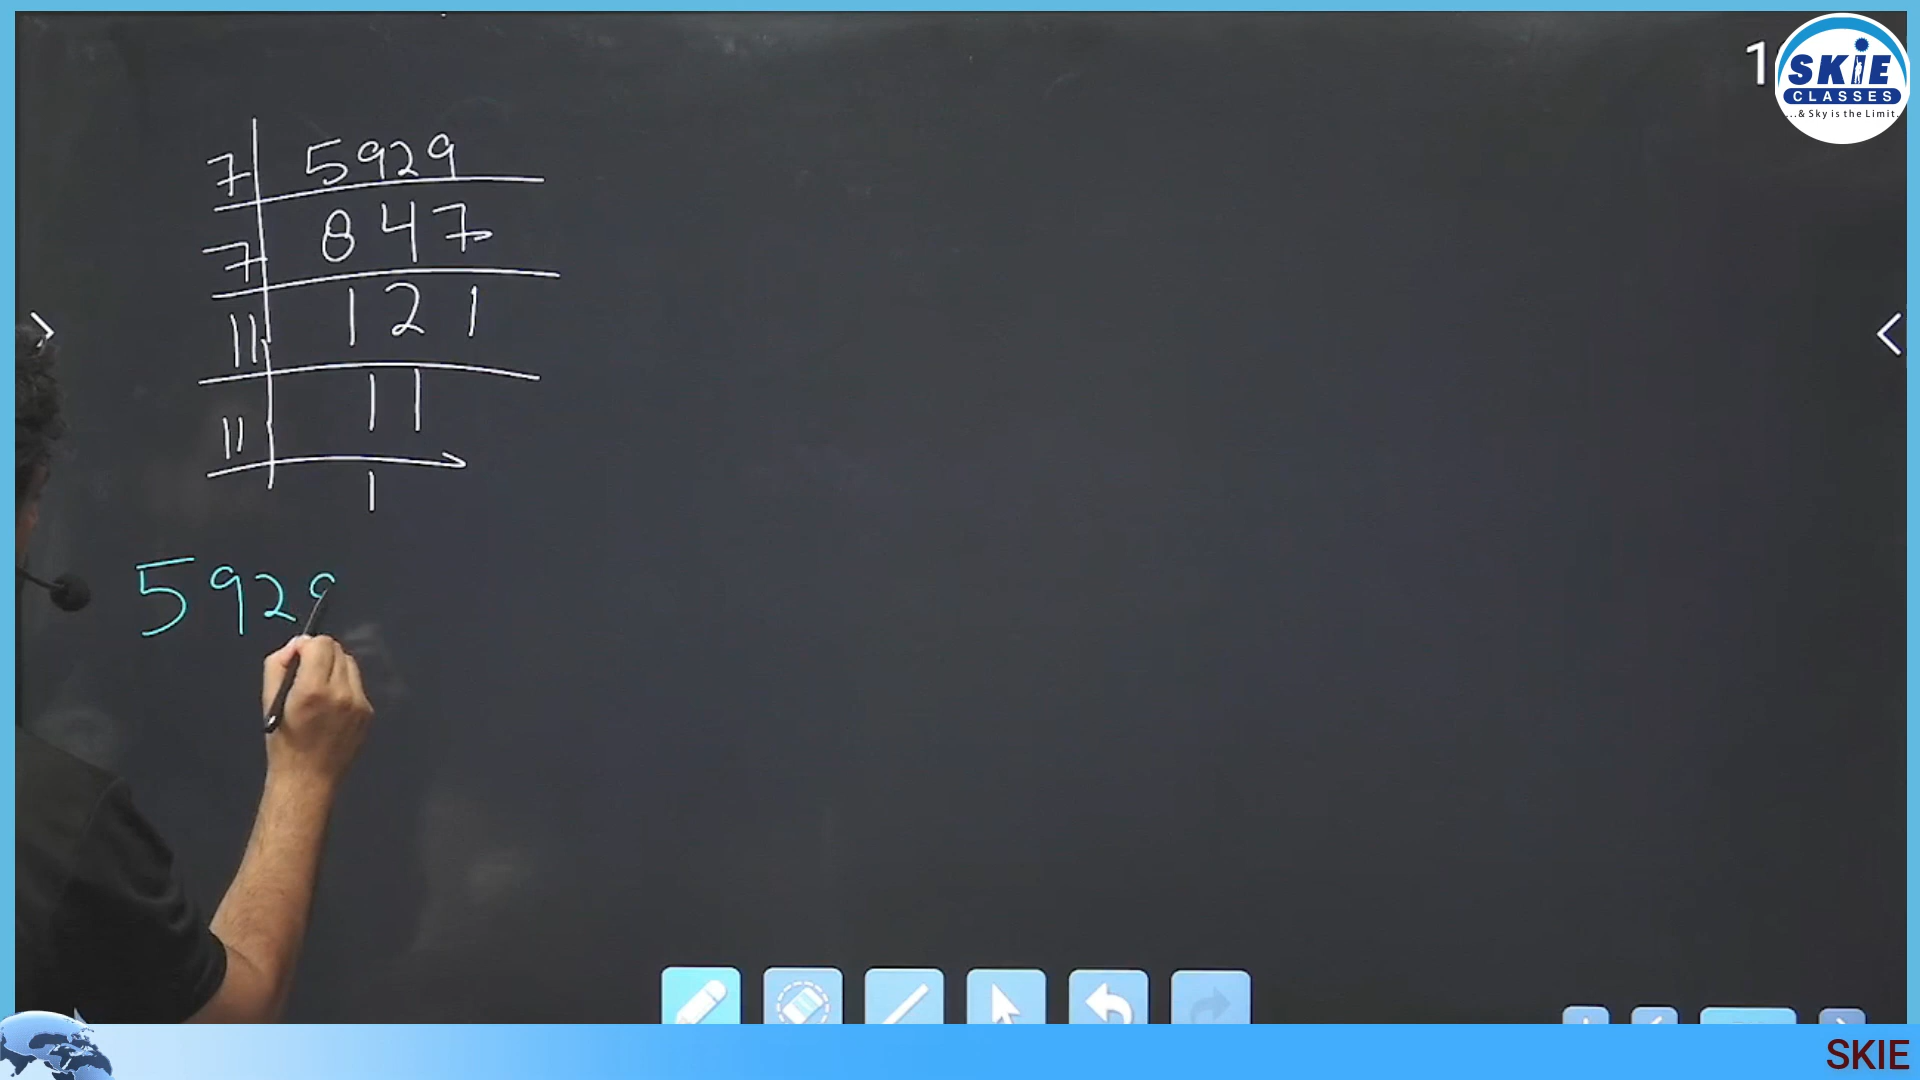 1
SKIE
CLASSES
...& Sky is the Limit.
7 5929
7 847
11 121
11 11
1
5929
SKIE